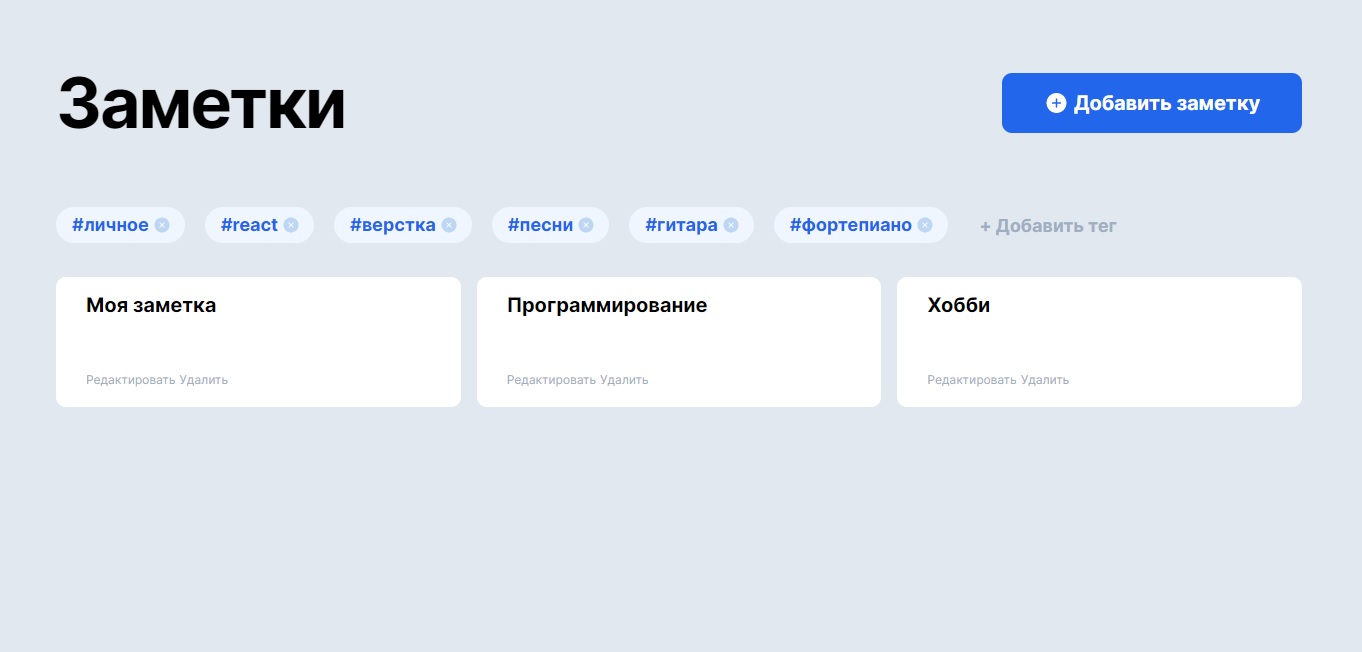 Заметки
Добавить заметку
#личное #react #верстка #песни #гитара #фортепиано + Добавить тег
Моя заметка
Редактировать Удалить
Программирование
Редактировать Удалить
Хобби
Редактировать Удалить